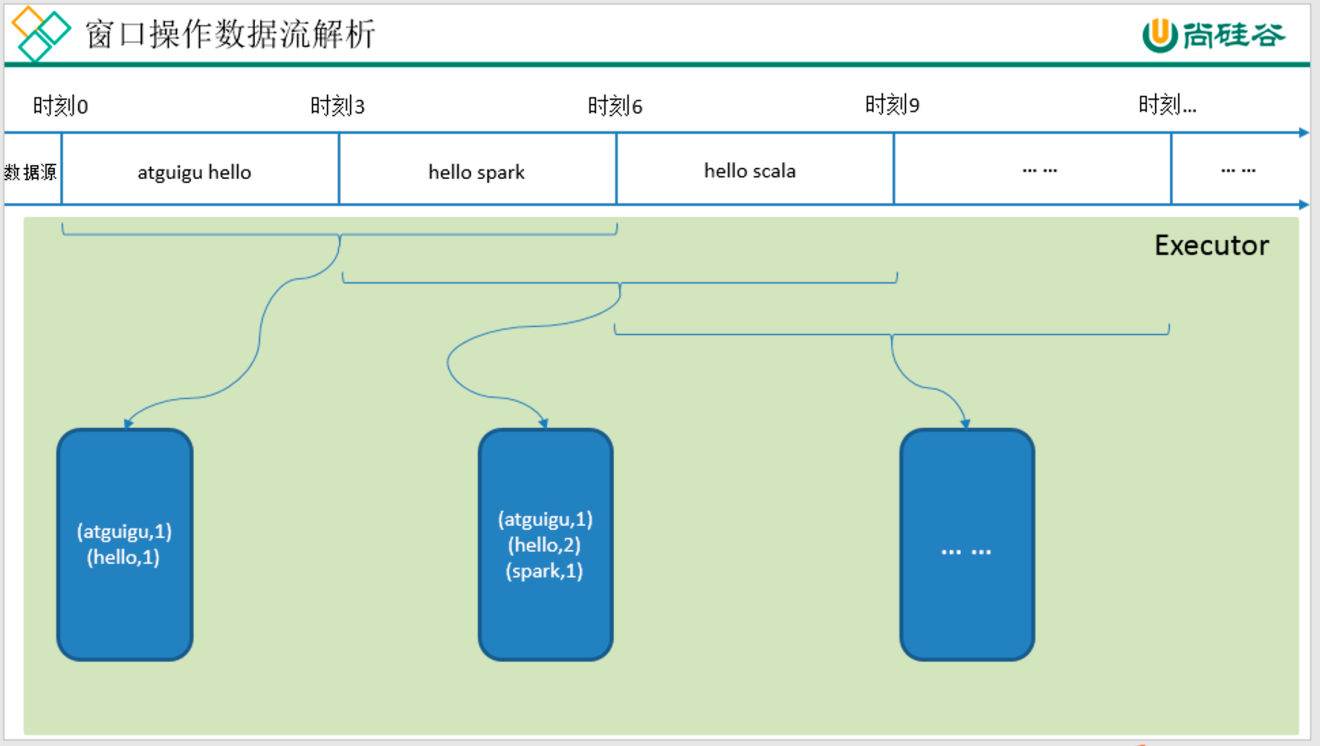 窗口操作数据流解析
尚硅谷
时刻0 时刻3 时刻6 时刻9 时刻...
数据源 atguigu hello hello spark hello scala ... ... ... ...
Executor
(atguigu,1)
(hello,1)
(atguigu,1)
(hello,2)
(spark,1)
... ...